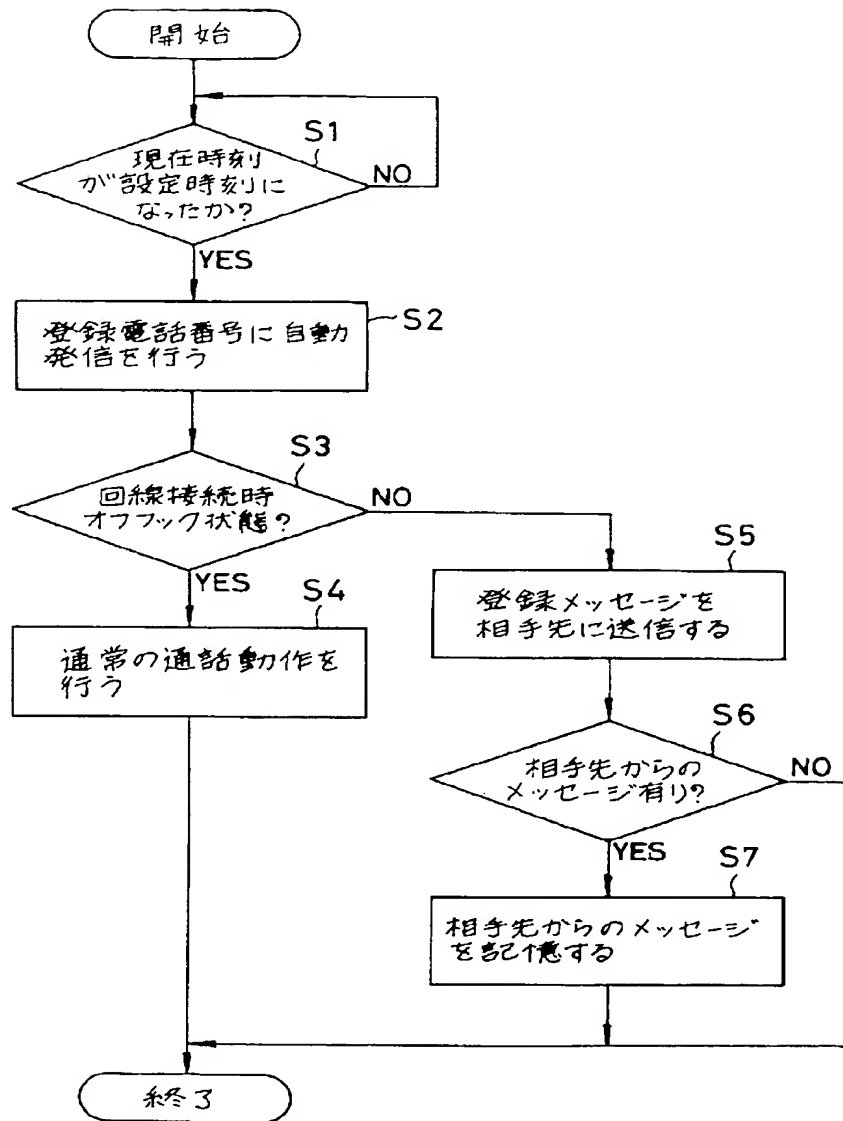 開始
S1
現在時刻
が設定時刻に
なったか?
NO
YES
S2
登録電話番号に自動
発信を行う
S3
回線接続時
オフフック状態?
NO
YES
S4
通常の通話動作を
行う
S5
登録メッセージを
相手先に送信する
S6
相手先からの
メッセージ有り?
NO
YES
S7
相手先からのメッセージ
を記憶する
終了